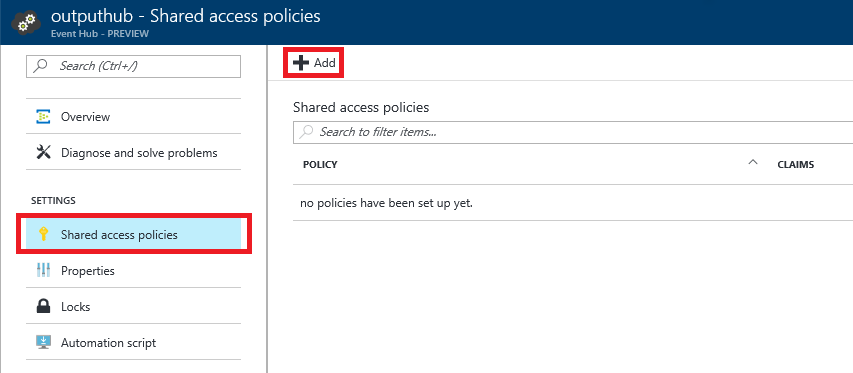 outputhub - Shared access policies
Event Hub - PREVIEW
Search (Ctrl+/)
Overview
Diagnose and solve problems
SETTINGS
Shared access policies
Properties
Locks
Automation script
Add
Shared access policies
Search to filter items...
POLICY CLAIMS
no policies have been set up yet.